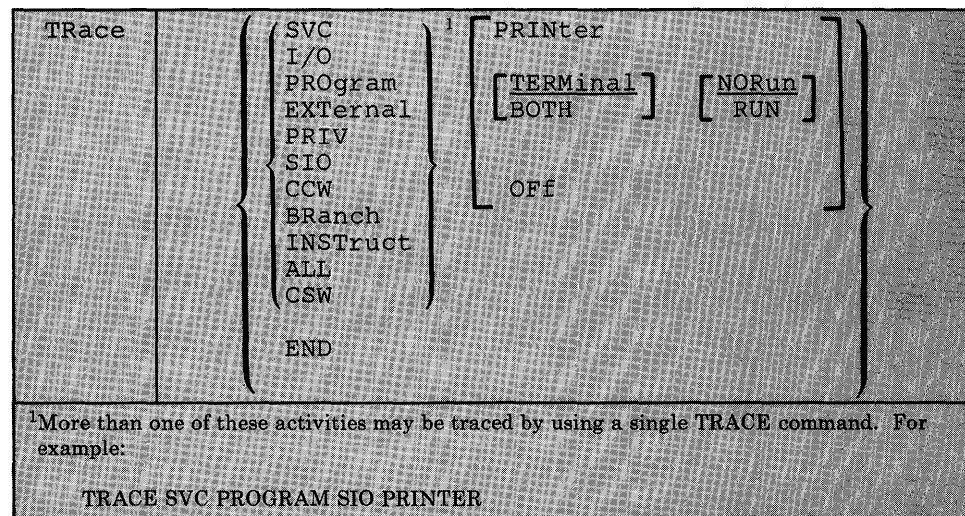 TRace SVC ¹ PRINter
I/O
PROgram TERMinal NORun
EXTernal BOTH RUN
PRIV
SIO
CCW OFf
BRanch
INSTruct
ALL
CSW
END
¹More than one of these activities may be traced by using a single TRACE command. For
example:
TRACE SVC PROGRAM SIO PRINTER